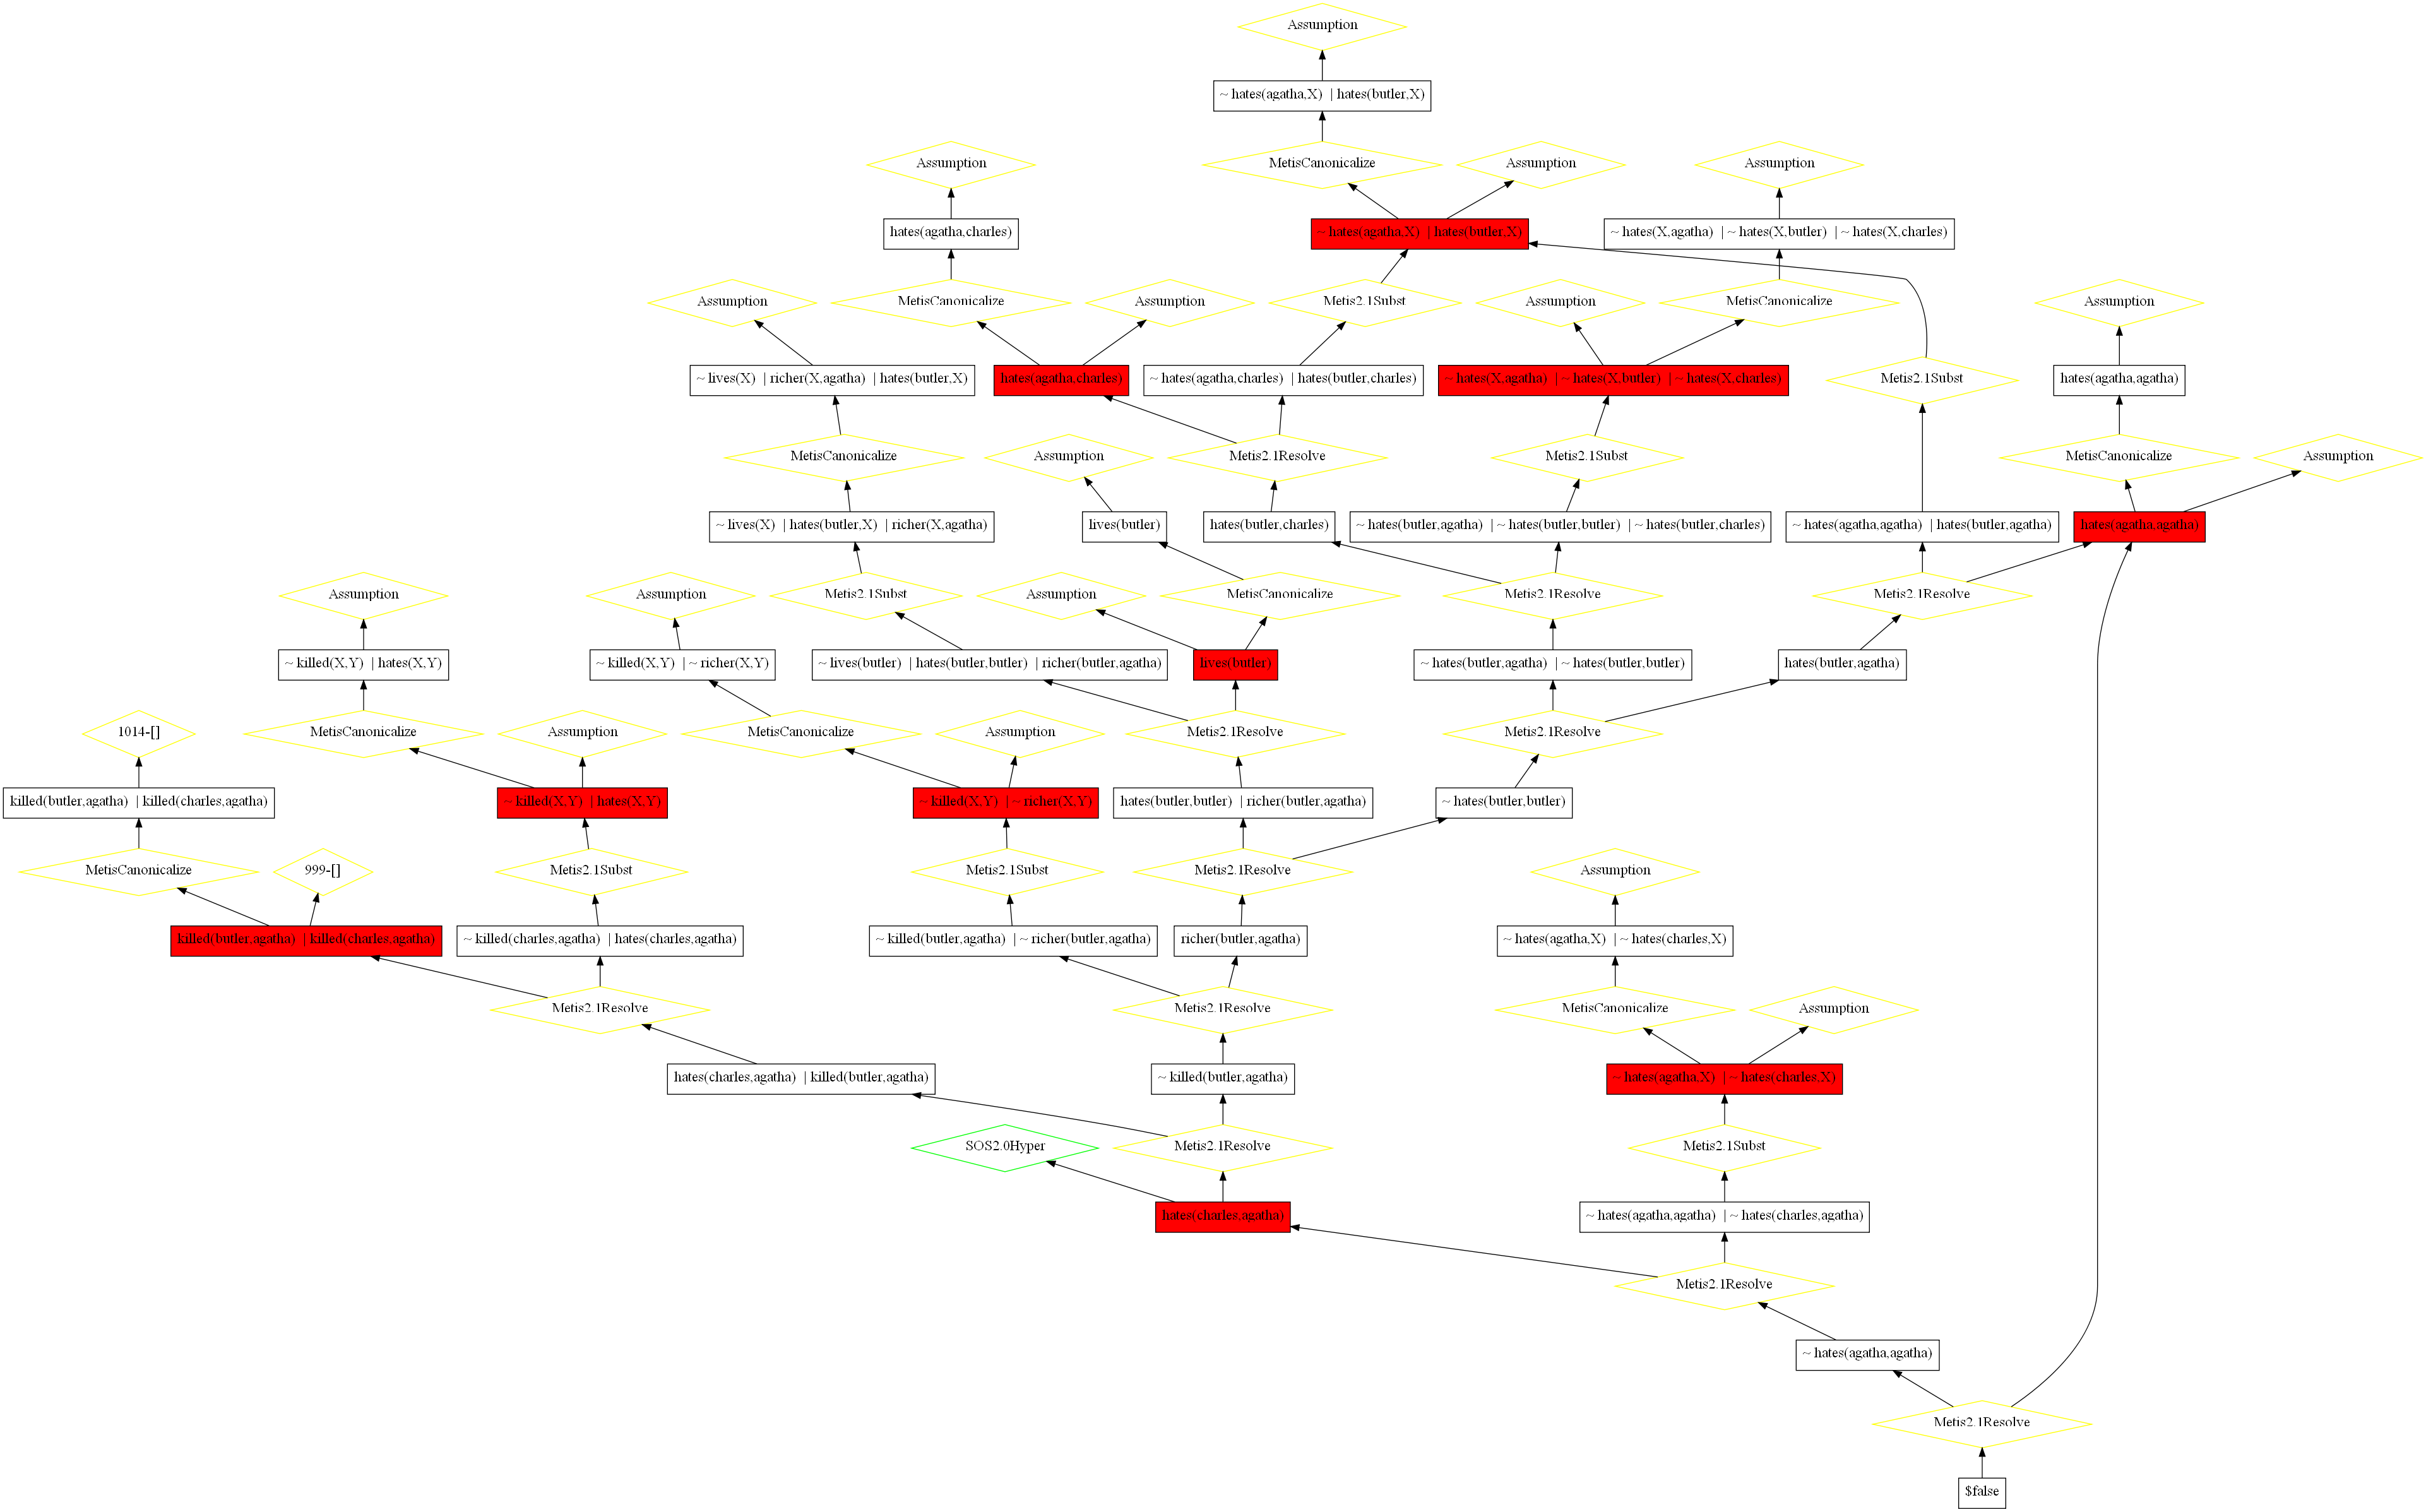 Assumption
~ hates(agatha,X) | hates(butler,X)
Assumption
MetisCanonicalize
Assumption
Assumption
hates(agatha,charles)
~ hates(agatha,X) | hates(butler,X)
~ hates(X,agatha) | ~ hates(X,butler) | ~ hates(X,charles)
Assumption
MetisCanonicalize
Assumption
Metis2.1Subst
Assumption
MetisCanonicalize
Assumption
~ lives(X) | richer(X,agatha) | hates(butler,X)
hates(agatha,charles)
~ hates(agatha,charles) | hates(butler,charles)
~ hates(X,agatha) | ~ hates(X,butler) | ~ hates(X,charles)
Metis2.1Subst
hates(agatha,agatha)
MetisCanonicalize
Assumption
Metis2.1Resolve
Metis2.1Subst
MetisCanonicalize
Assumption
~ lives(X) | hates(butler,X) | richer(X,agatha)
lives(butler)
hates(butler,charles)
~ hates(butler,agatha) | ~ hates(butler,butler) | ~ hates(butler,charles)
~ hates(agatha,agatha) | hates(butler,agatha)
hates(agatha,agatha)
Assumption
Assumption
Metis2.1Subst
Assumption
MetisCanonicalize
Metis2.1Resolve
Metis2.1Resolve
~ killed(X,Y) | hates(X,Y)
~ killed(X,Y) | ~ richer(X,Y)
~ lives(butler) | hates(butler,butler) | richer(butler,agatha)
lives(butler)
~ hates(butler,agatha) | ~ hates(butler,butler)
hates(butler,agatha)
1014-[]
MetisCanonicalize
Assumption
MetisCanonicalize
Assumption
Metis2.1Resolve
Metis2.1Resolve
killed(butler,agatha) | killed(charles,agatha)
~ killed(X,Y) | hates(X,Y)
~ killed(X,Y) | ~ richer(X,Y)
hates(butler,butler) | richer(butler,agatha)
~ hates(butler,butler)
MetisCanonicalize
999-[]
Metis2.1Subst
Metis2.1Subst
Metis2.1Resolve
Assumption
killed(butler,agatha) | killed(charles,agatha)
~ killed(charles,agatha) | hates(charles,agatha)
~ killed(butler,agatha) | ~ richer(butler,agatha)
richer(butler,agatha)
~ hates(agatha,X) | ~ hates(charles,X)
Metis2.1Resolve
Metis2.1Resolve
MetisCanonicalize
Assumption
hates(charles,agatha) | killed(butler,agatha)
~ killed(butler,agatha)
~ hates(agatha,X) | ~ hates(charles,X)
SOS2.0Hyper
Metis2.1Resolve
Metis2.1Subst
hates(charles,agatha)
~ hates(agatha,agatha) | ~ hates(charles,agatha)
Metis2.1Resolve
~ hates(agatha,agatha)
Metis2.1Resolve
$false